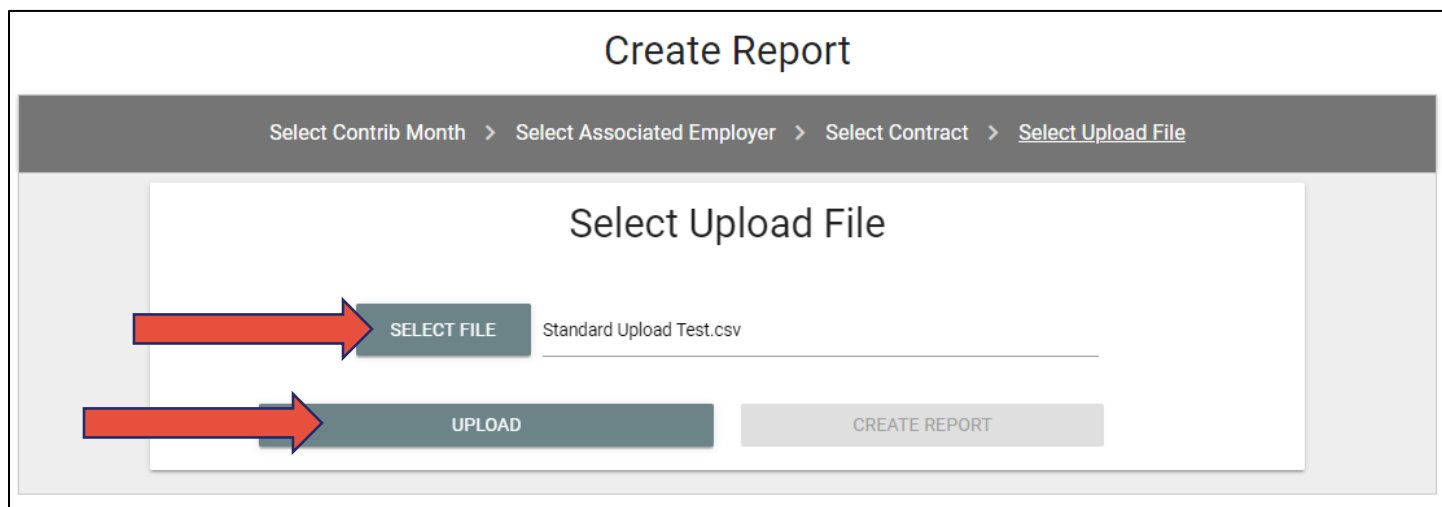 Create Report
Select Contrib Month > Select Associated Employer > Select Contract > Select Upload File
Select Upload File
SELECT FILE Standard Upload Test.csv
UPLOAD CREATE REPORT